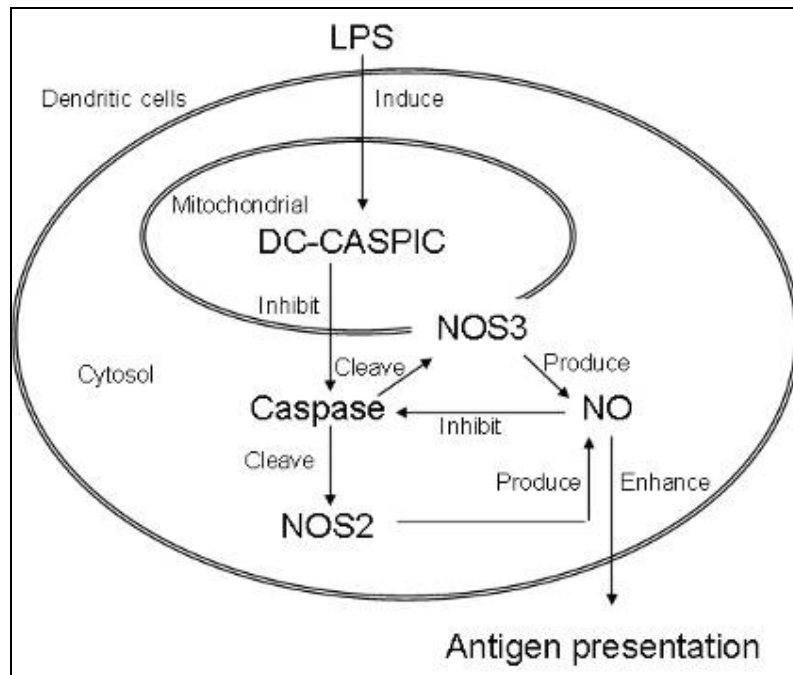 LPS
Dendritic cells
Induce
Mitochondrial
DC-CASPIC
Inhibit
NOS3
Cytosol
Cleave
Produce
Caspase
NO
Inhibit
Cleave
Produce
Enhance
NOS2
Antigen presentation